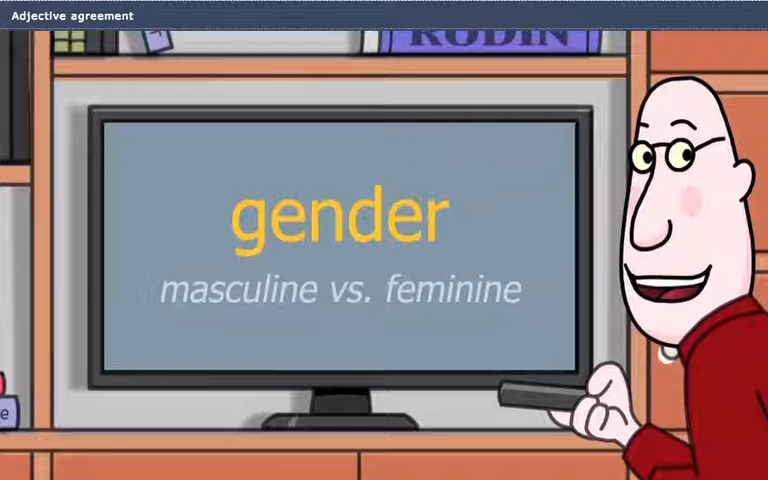 Adjective agreement
RODIN
gender
masculine vs. feminine
e